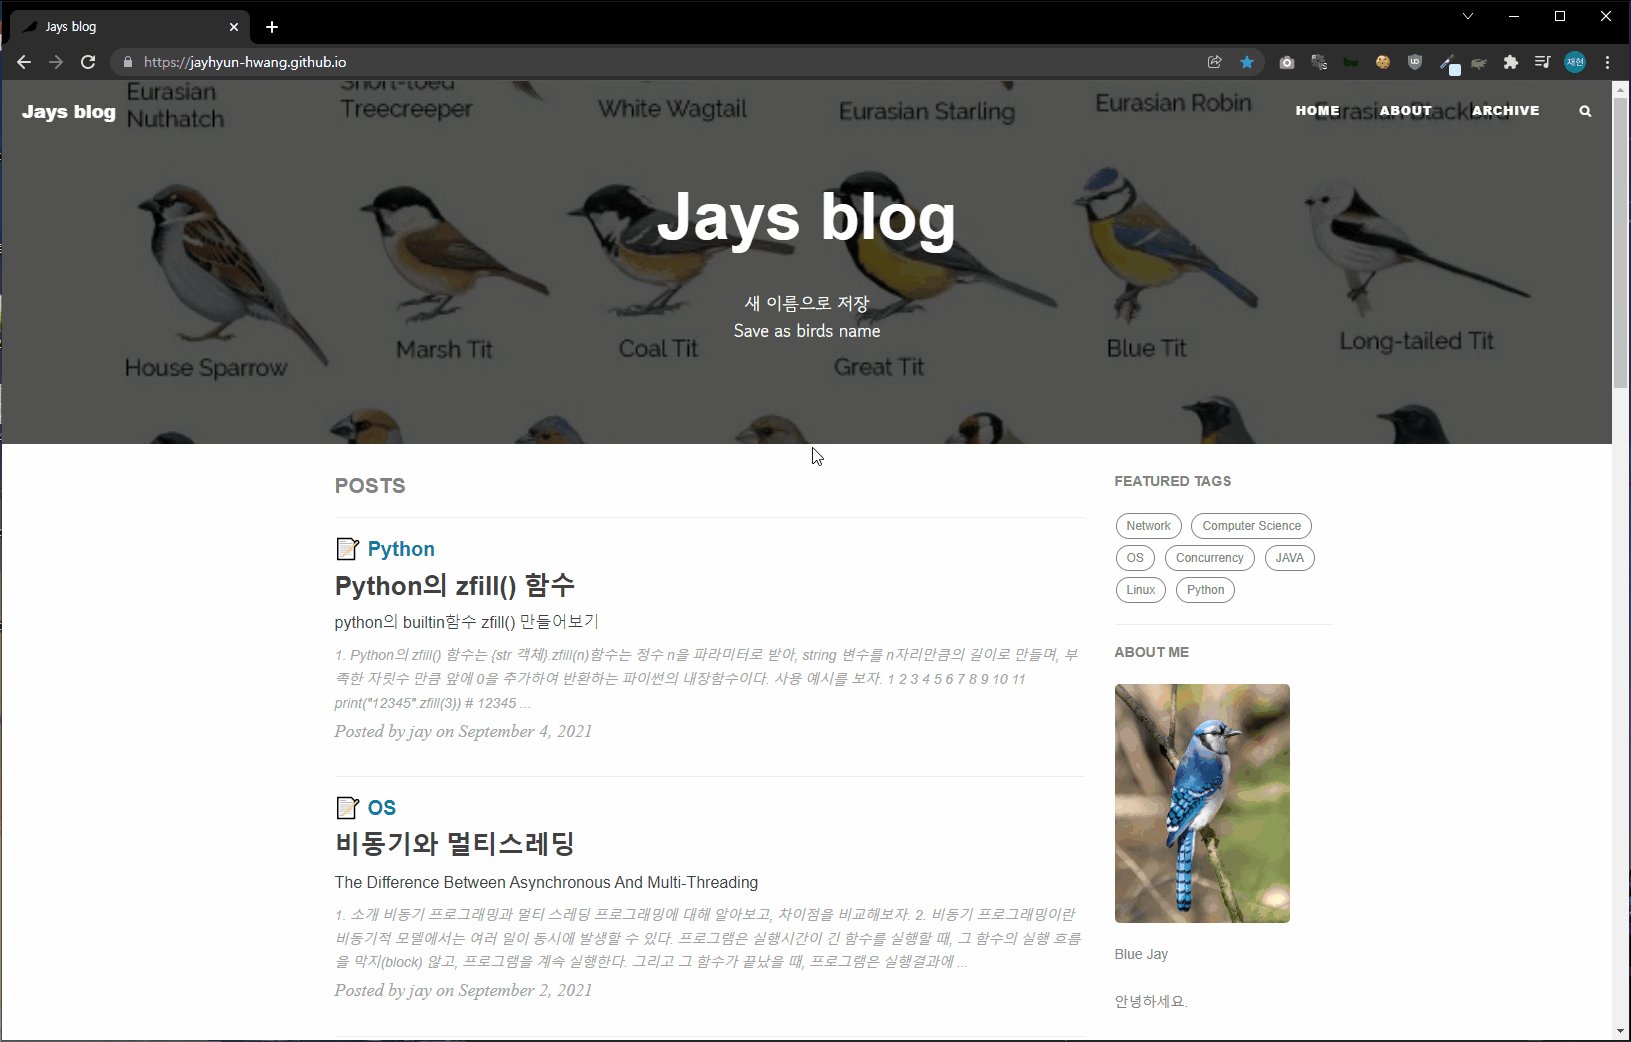 Jays blog
https://jayhyun-hwang.github.io
재현
Jays blog
HOME
ABOUT
ARCHIVE
Eurasian
Nuthatch
Short-toed
Treecreeper
White Wagtail
Eurasian Starling
Eurasian Robin
Eurasian Blackbird
Jays blog
새 이름으로 저장
Save as birds name
House Sparrow
Marsh Tit
Coal Tit
Great Tit
Blue Tit
Long-tailed Tit
POSTS
Python
Python의 zfill() 함수
python의 builtin함수 zfill() 만들어보기
1. Python의 zfill() 함수는 {str 객체}.zfill(n)함수는 정수 n을 파라미터로 받아, string 변수를 n자리만큼의 길이로 만들며, 부
족한 자릿수 만큼 앞에 0을 추가하여 반환하는 파이썬의 내장함수이다. 사용 예시를 보자. 1 2 3 4 5 6 7 8 9 10 11
print("12345".zfill(3)) # 12345 ...
Posted by jay on September 4, 2021
OS
비동기와 멀티스레딩
The Difference Between Asynchronous And Multi-Threading
1. 소개 비동기 프로그래밍과 멀티 스레딩 프로그래밍에 대해 알아보고, 차이점을 비교해보자. 2. 비동기 프로그래밍이란
비동기적 모델에서는 여러 일이 동시에 발생할 수 있다. 프로그램은 실행시간이 긴 함수를 실행할 때, 그 함수의 실행 흐름
을 막지(block) 않고, 프로그램을 계속 실행한다. 그리고 그 함수가 끝났을 때, 프로그램은 실행결과에 ...
Posted by jay on September 2, 2021
FEATURED TAGS
Network
Computer Science
OS
Concurrency
JAVA
Linux
Python
ABOUT ME
Blue Jay
안녕하세요.